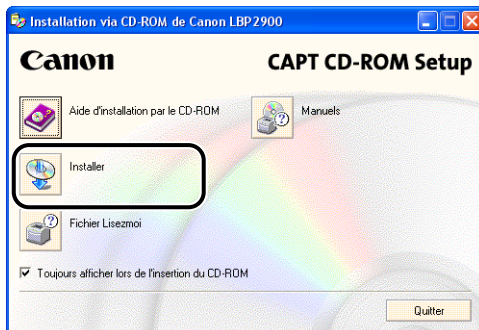 Installation via CD-ROM de Canon LBP2900
Canon
CAPT CD-ROM Setup
Aide d'installation par le CD-ROM
Manuels
Installer
Fichier Lisezmoi
Toujours afficher lors de l'insertion du CD-ROM
Quitter